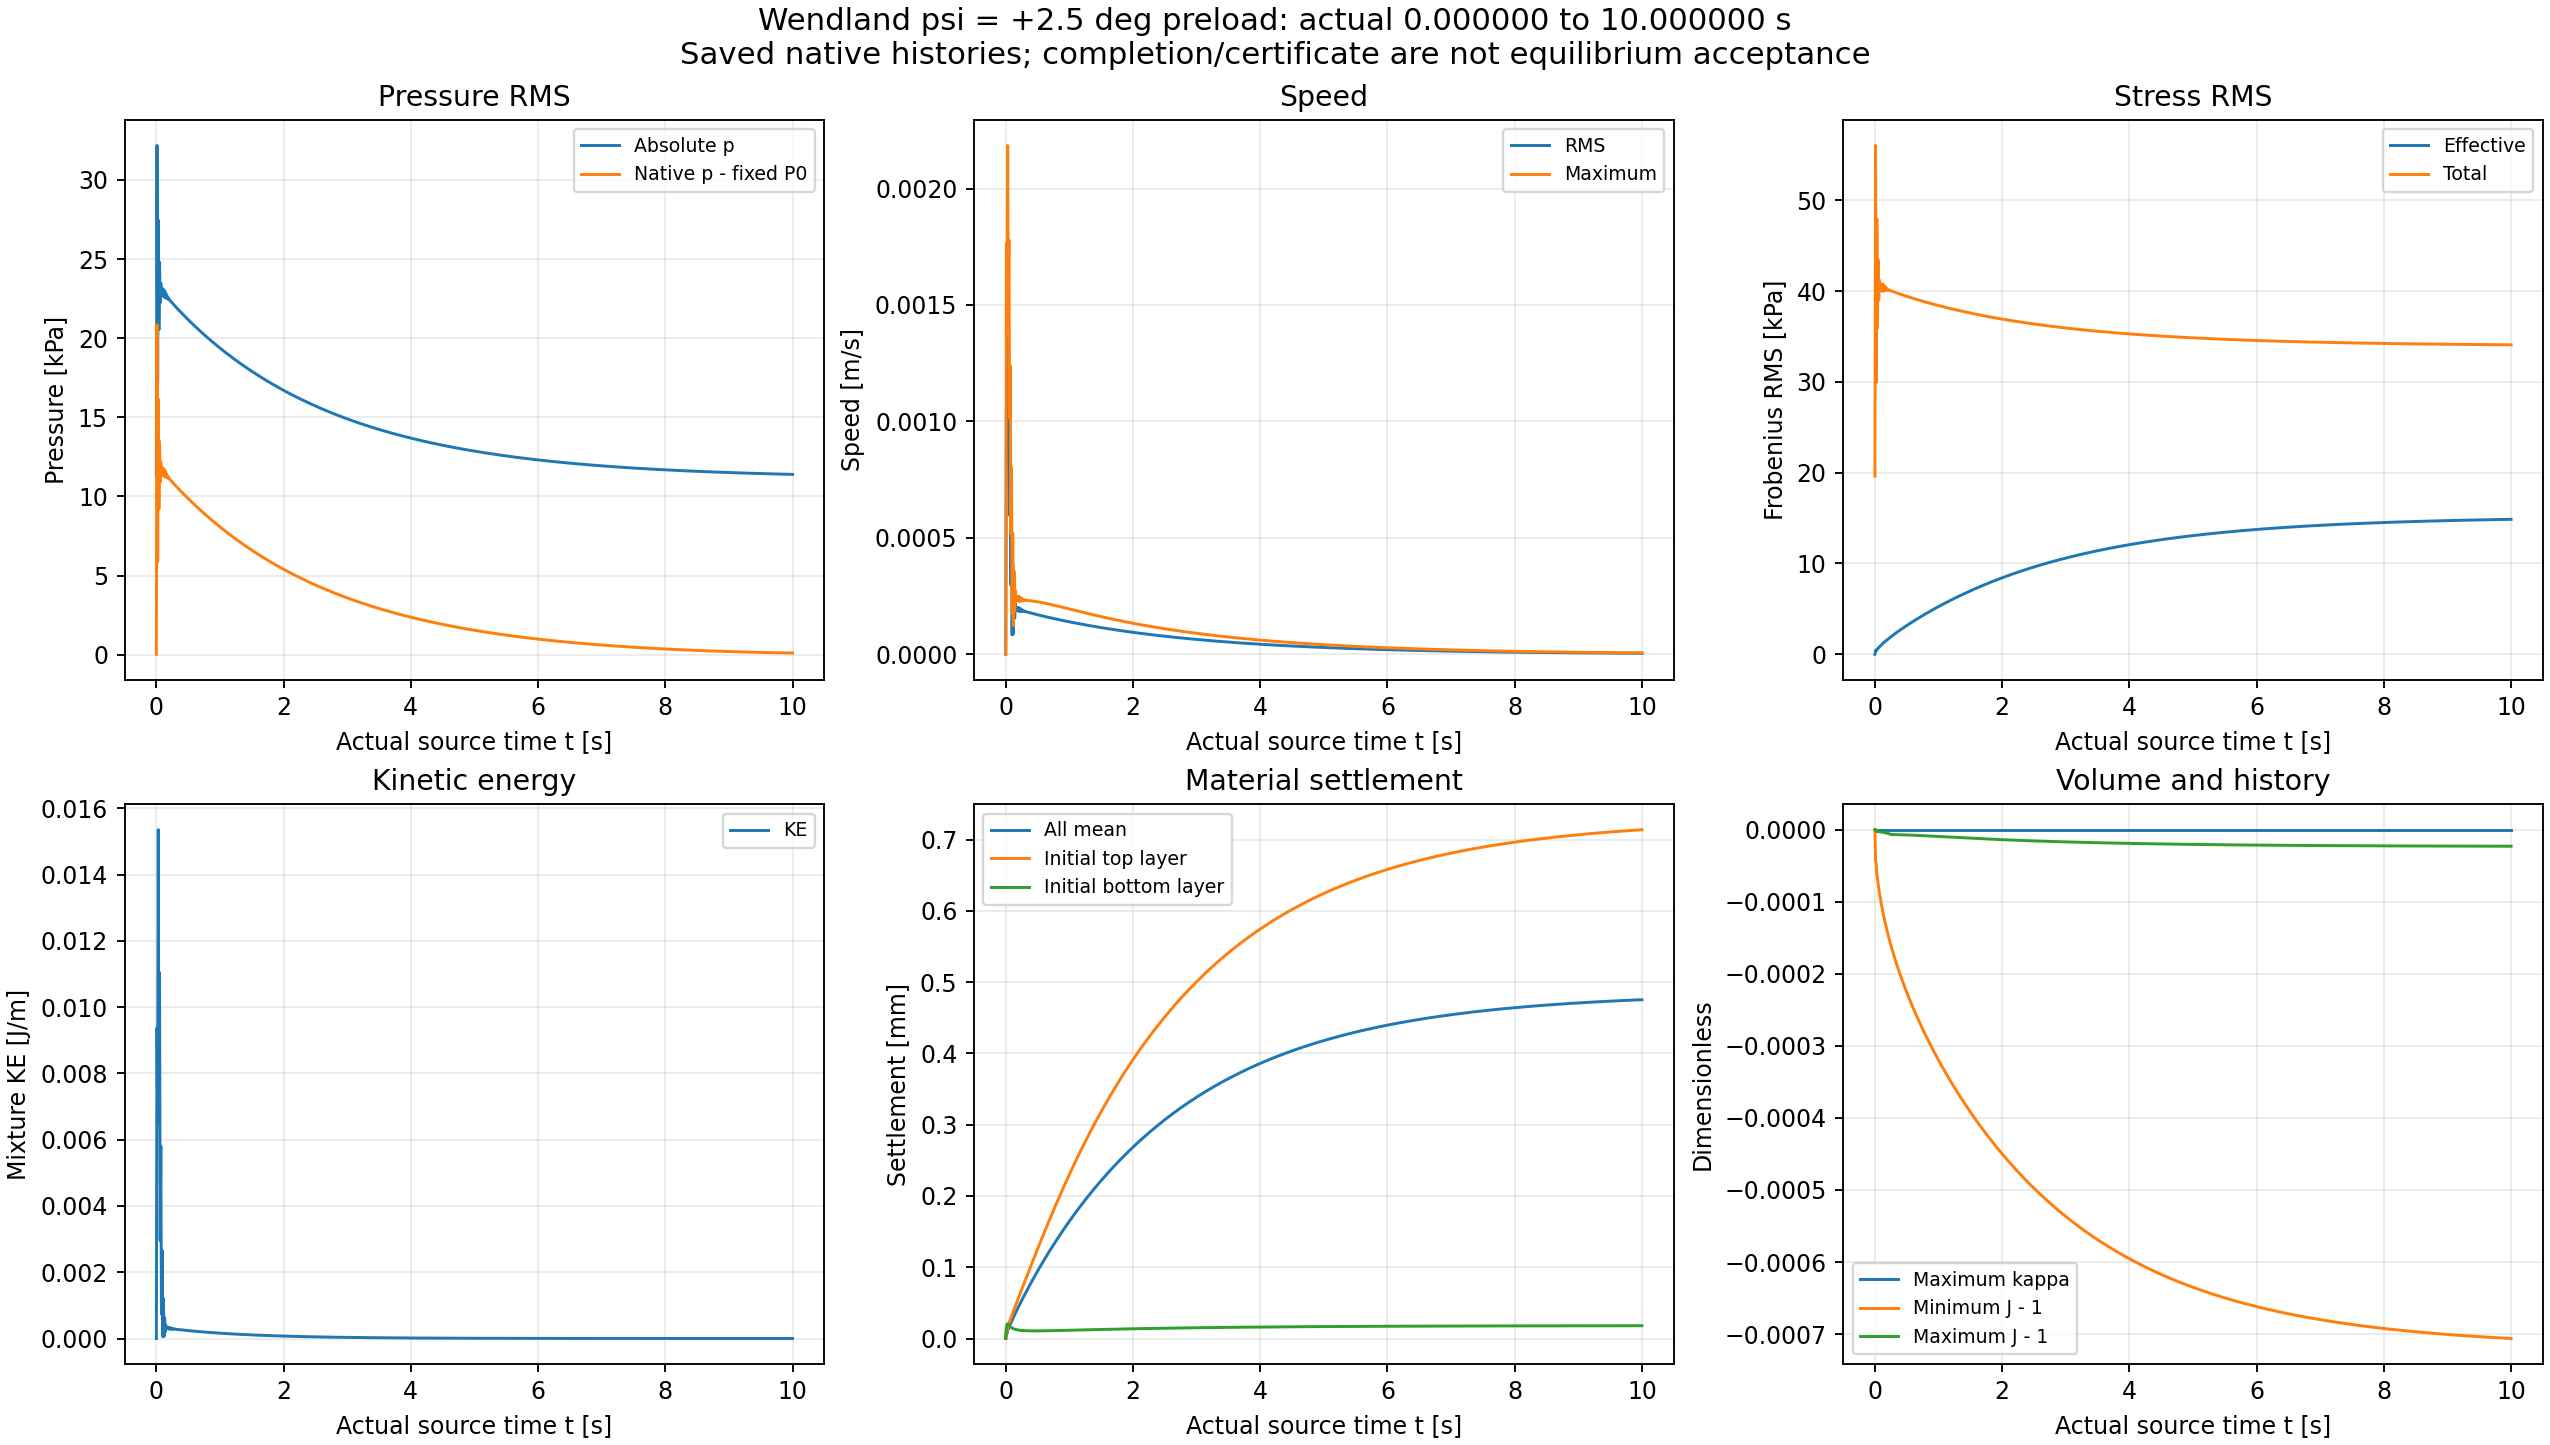 Wendland psi = +2.5 deg preload: actual 0.000000 to 10.000000 s
Saved native histories; completion/certificate are not equilibrium acceptance
Pressure RMS
Pressure [kPa]
30
25
20
15
10
5
0
Absolute p
Native p - fixed P0
0 2 4 6 8 10
Actual source time t [s]
Speed
Speed [m/s]
0.0020
0.0015
0.0010
0.0005
0.0000
RMS
Maximum
0 2 4 6 8 10
Actual source time t [s]
Stress RMS
Frobenius RMS [kPa]
50
40
30
20
10
0
Effective
Total
0 2 4 6 8 10
Actual source time t [s]
Kinetic energy
Mixture KE [J/m]
0.016
0.014
0.012
0.010
0.008
0.006
0.004
0.002
0.000
KE
0 2 4 6 8 10
Actual source time t [s]
Material settlement
Settlement [mm]
0.7
0.6
0.5
0.4
0.3
0.2
0.1
0.0
All mean
Initial top layer
Initial bottom layer
0 2 4 6 8 10
Actual source time t [s]
Volume and history
Dimensionless
0.0000
−0.0001
−0.0002
−0.0003
−0.0004
−0.0005
−0.0006
−0.0007
Maximum kappa
Minimum J - 1
Maximum J - 1
0 2 4 6 8 10
Actual source time t [s]